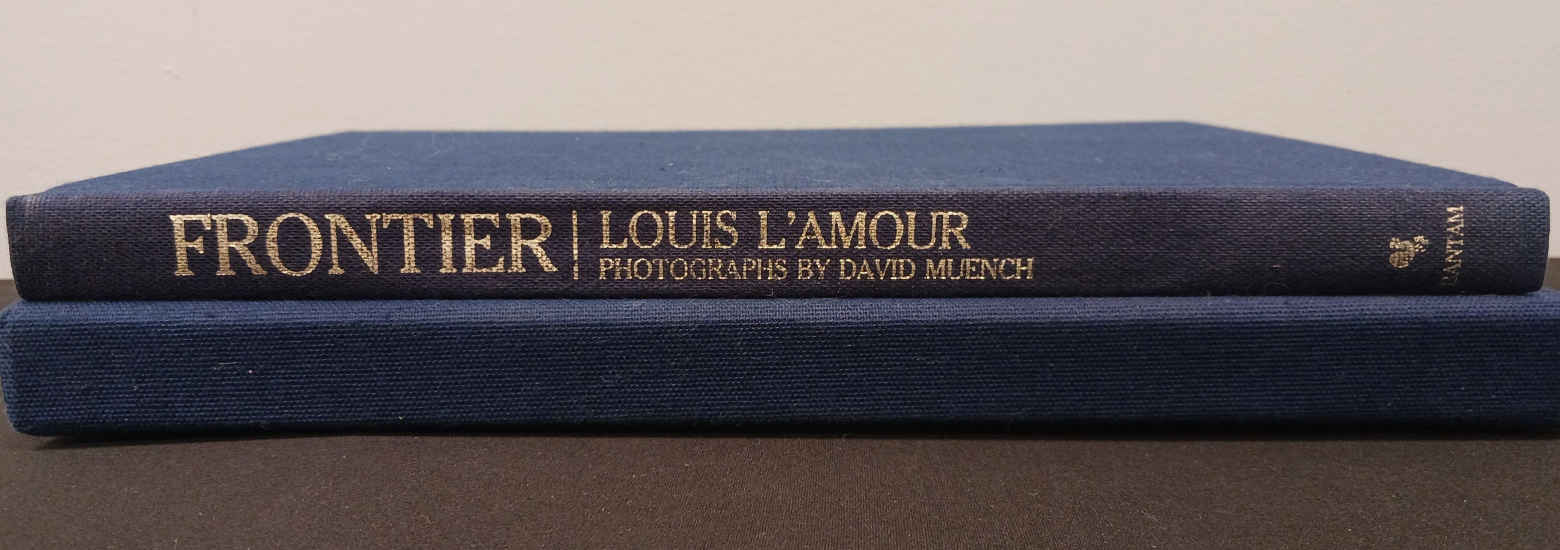 FRONTIER
LOUIS L'AMOUR
PHOTOGRAPHS BY DAVID MUENCH
BANTAM